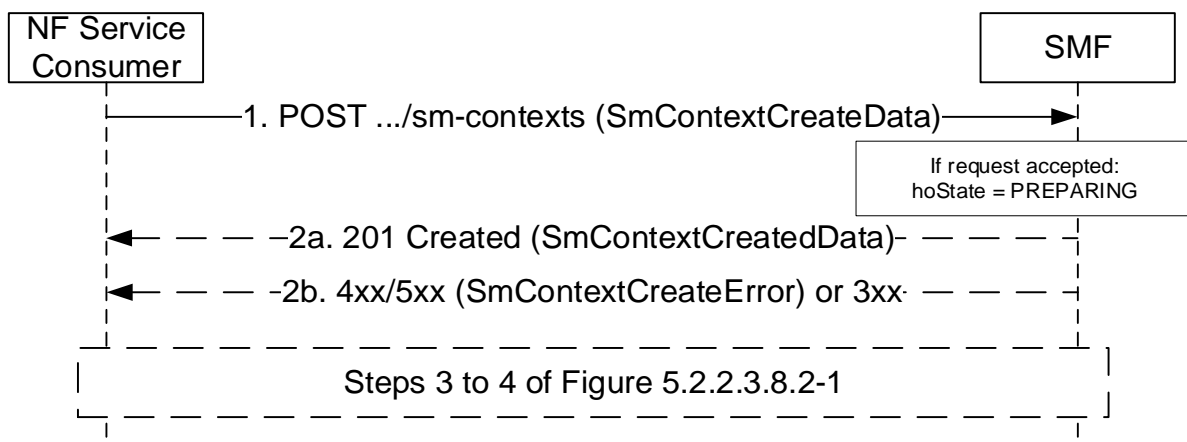 NF Service
Consumer
SMF
1. POST .../sm-contexts (SmContextCreateData)
If request accepted:
hoState = PREPARING
2a. 201 Created (SmContextCreatedData)
2b. 4xx/5xx (SmContextCreateError) or 3xx
Steps 3 to 4 of Figure 5.2.2.3.8.2-1